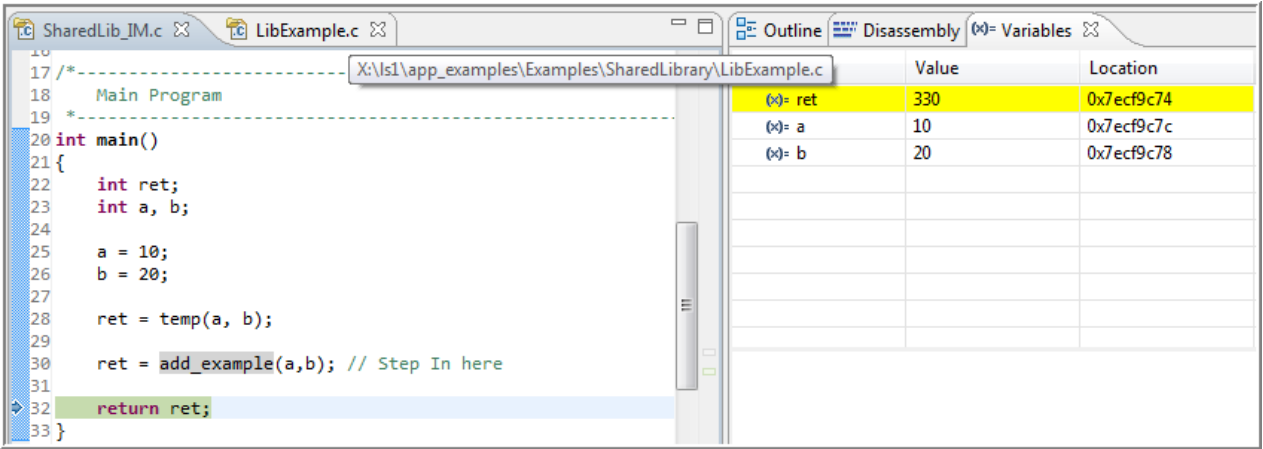 SharedLib_IM.c LibExample.c
16
17 /*-----------------------------------------------------------
X:\ls1\app_examples\Examples\SharedLibrary\LibExample.c
18 Main Program
19 *-----------------------------------------------------------
20 int main()
21 {
22 int ret;
23 int a, b;
24
25 a = 10;
26 b = 20;
27
28 ret = temp(a, b);
29
30 ret = add_example(a,b); // Step In here
31
32 return ret;
33 }
Outline Disassembly (x)= Variables
Value Location
(x)= ret 330 0x7ecf9c74
(x)= a 10 0x7ecf9c7c
(x)= b 20 0x7ecf9c78